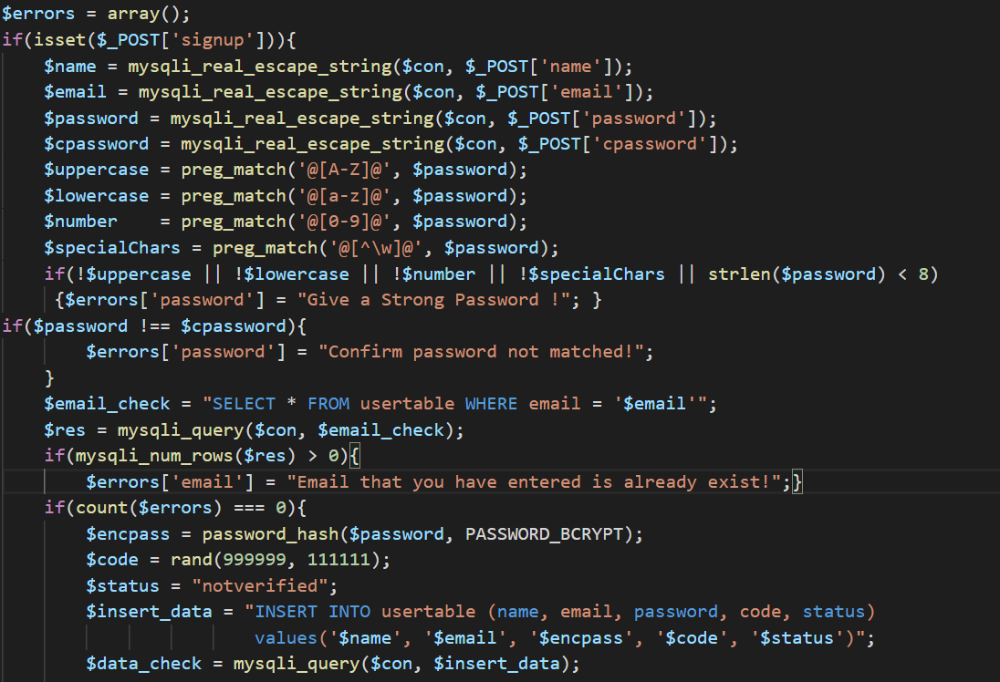 $errors = array();
if(isset($_POST['signup'])){
    $name = mysqli_real_escape_string($con, $_POST['name']);
    $email = mysqli_real_escape_string($con, $_POST['email']);
    $password = mysqli_real_escape_string($con, $_POST['password']);
    $cpassword = mysqli_real_escape_string($con, $_POST['cpassword']);
    $uppercase = preg_match('@[A-Z]@', $password);
    $lowercase = preg_match('@[a-z]@', $password);
    $number    = preg_match('@[0-9]@', $password);
    $specialChars = preg_match('@[^\w]@', $password);
    if(!$uppercase || !$lowercase || !$number || !$specialChars || strlen($password) < 8)
     {$errors['password'] = "Give a Strong Password !"; }
if($password !== $cpassword){
        $errors['password'] = "Confirm password not matched!";
    }
    $email_check = "SELECT * FROM usertable WHERE email = '$email'";
    $res = mysqli_query($con, $email_check);
    if(mysqli_num_rows($res) > 0){
        $errors['email'] = "Email that you have entered is already exist!";}
    if(count($errors) === 0){
        $encpass = password_hash($password, PASSWORD_BCRYPT);
        $code = rand(999999, 111111);
        $status = "notverified";
        $insert_data = "INSERT INTO usertable (name, email, password, code, status)
                        values('$name', '$email', '$encpass', '$code', '$status')";
        $data_check = mysqli_query($con, $insert_data);